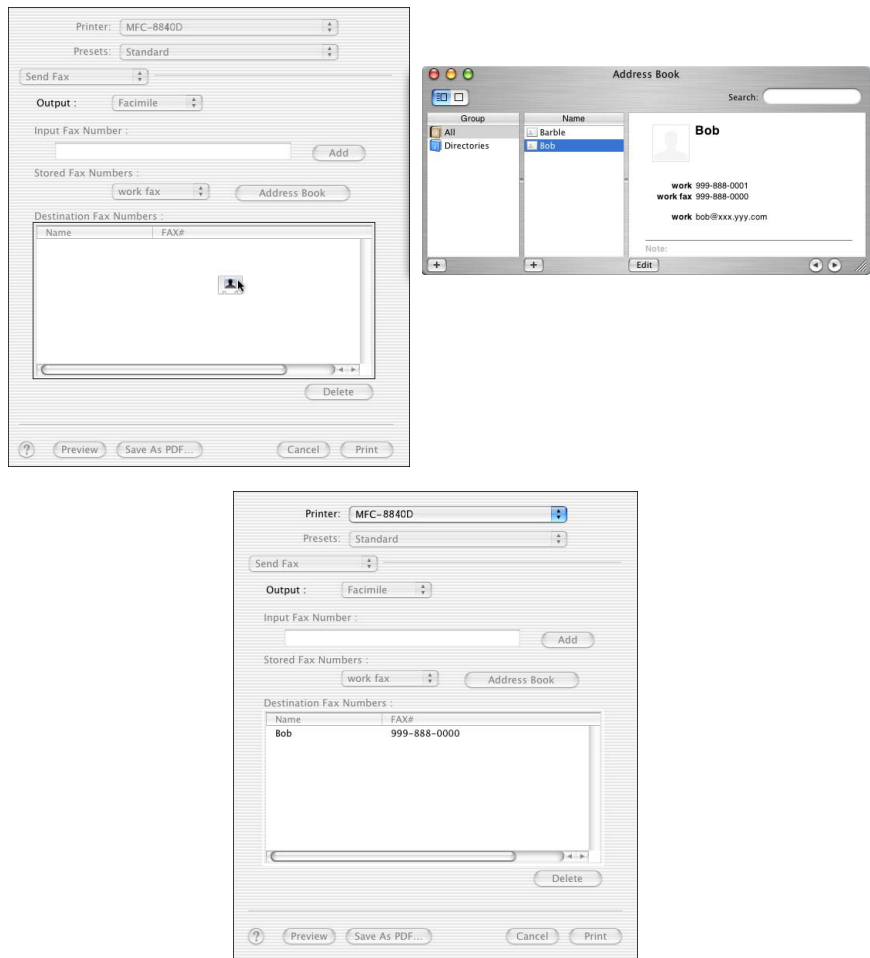 Printer: MFC-8840D
Presets: Standard
Send Fax
Output : Facimile
Input Fax Number :
Add
Stored Fax Numbers :
work fax Address Book
Destination Fax Numbers :
Name FAX#
Delete
? Preview Save As PDF... Cancel Print
Address Book
Search:
Group Name
All
Directories
Barble
Bob
Bob
work 999-888-0001
work fax 999-888-0000
work bob@xxx.yyy.com
Note:
+ + Edit
Printer: MFC-8840D
Presets: Standard
Send Fax
Output : Facimile
Input Fax Number :
Add
Stored Fax Numbers :
work fax Address Book
Destination Fax Numbers :
Name FAX#
Bob 999-888-0000
Delete
? Preview Save As PDF... Cancel Print